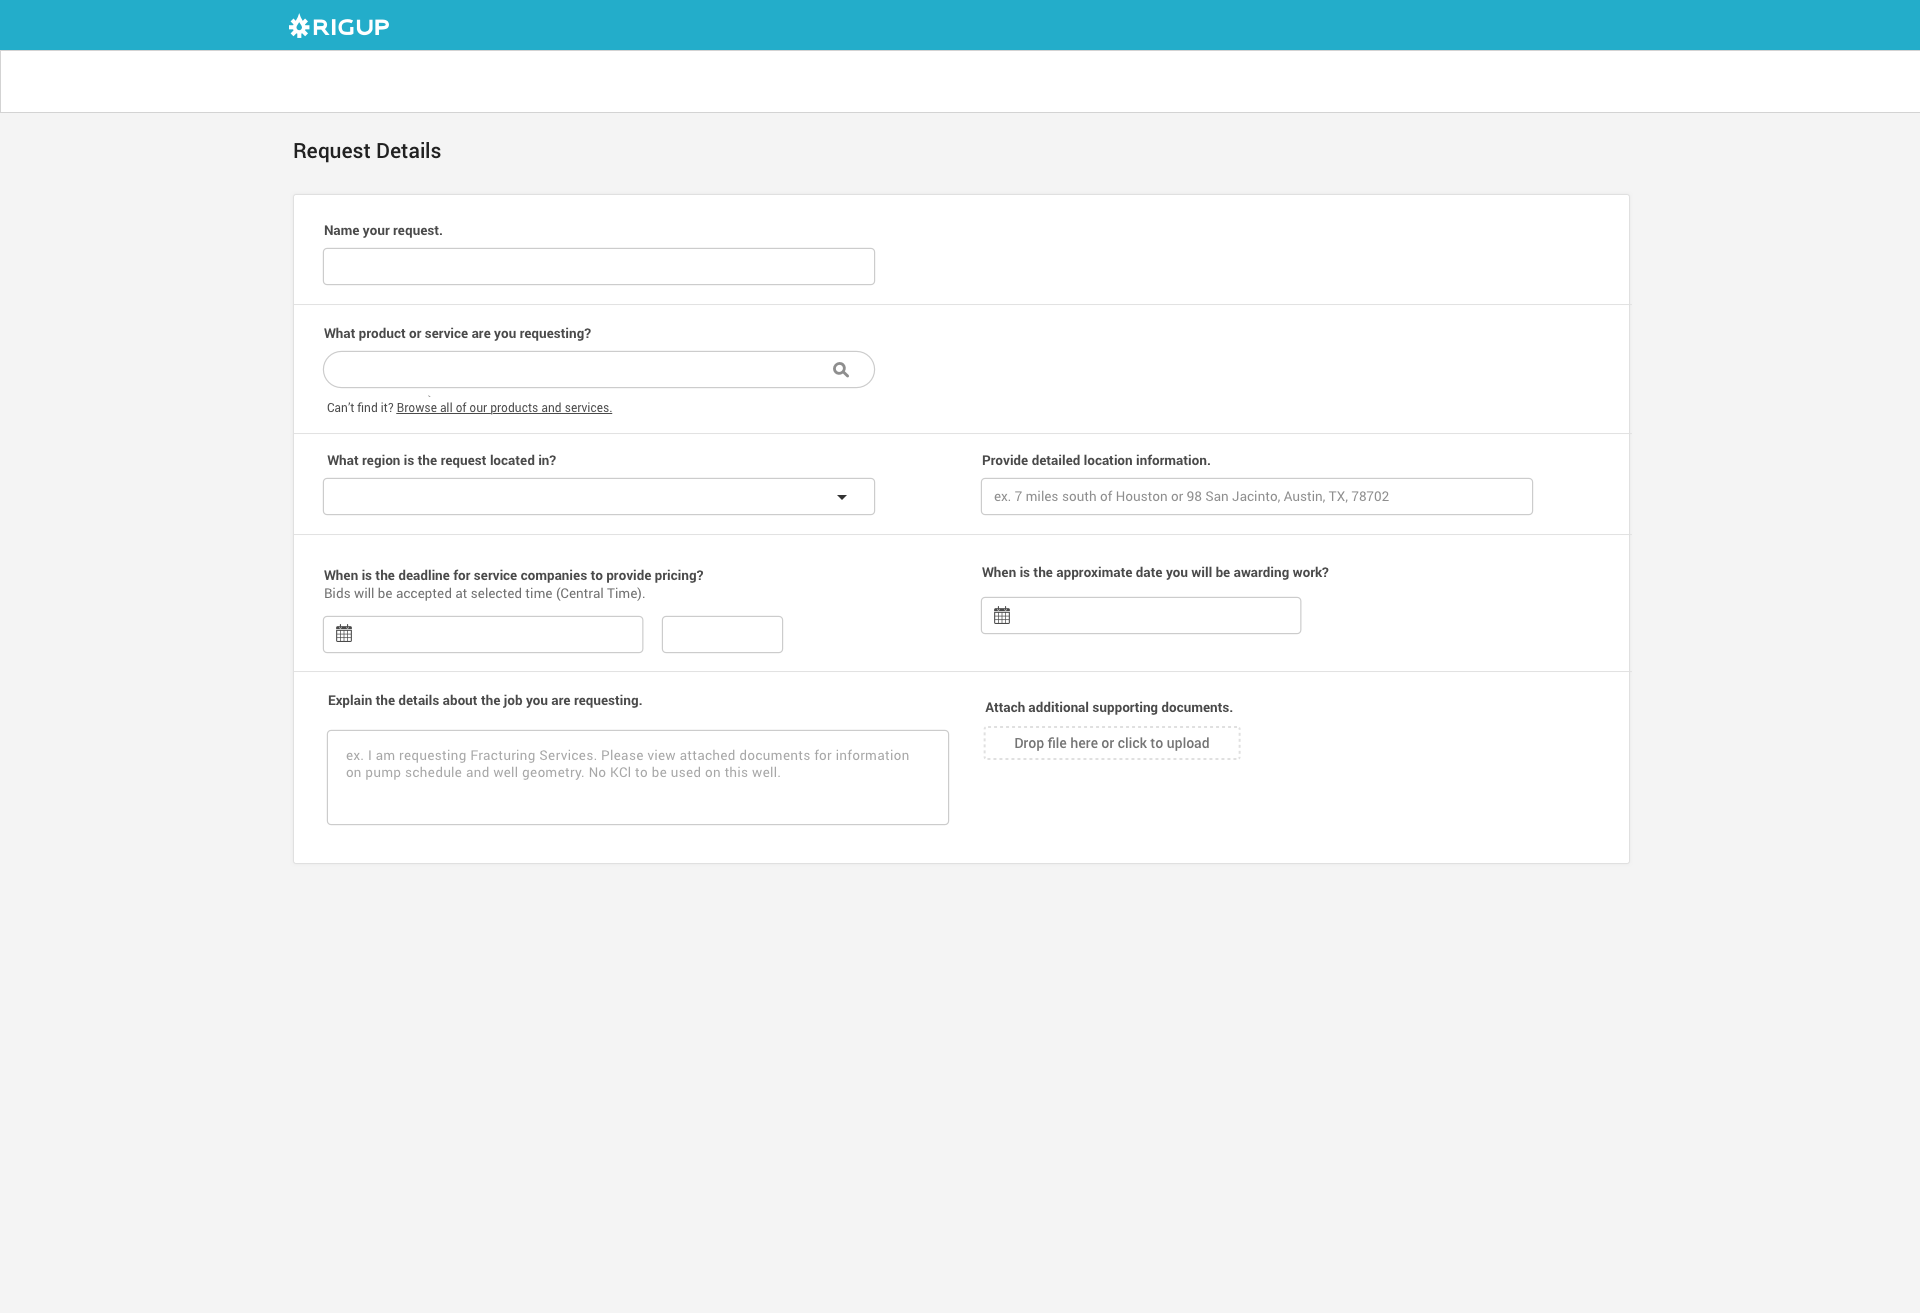 RIGUP
Request Details
Name your request.
What product or service are you requesting?
Can't find it? Browse all of our products and services.
What region is the request located in?
Provide detailed location information.
ex. 7 miles south of Houston or 98 San Jacinto, Austin, TX, 78702
When is the deadline for service companies to provide pricing?
Bids will be accepted at selected time (Central Time).
When is the approximate date you will be awarding work?
Explain the details about the job you are requesting.
ex. I am requesting Fracturing Services. Please view attached documents for information
on pump schedule and well geometry. No KCl to be used on this well.
Attach additional supporting documents.
Drop file here or click to upload